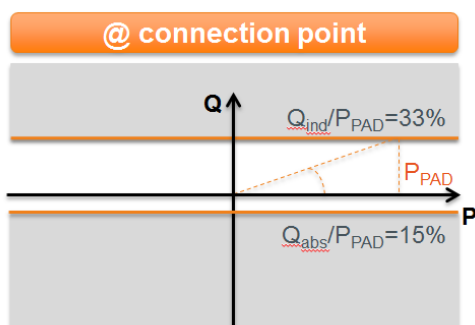 @ connection point
Q
Qind/PPAD=33%
PPAD
P
Qabs/PPAD=15%